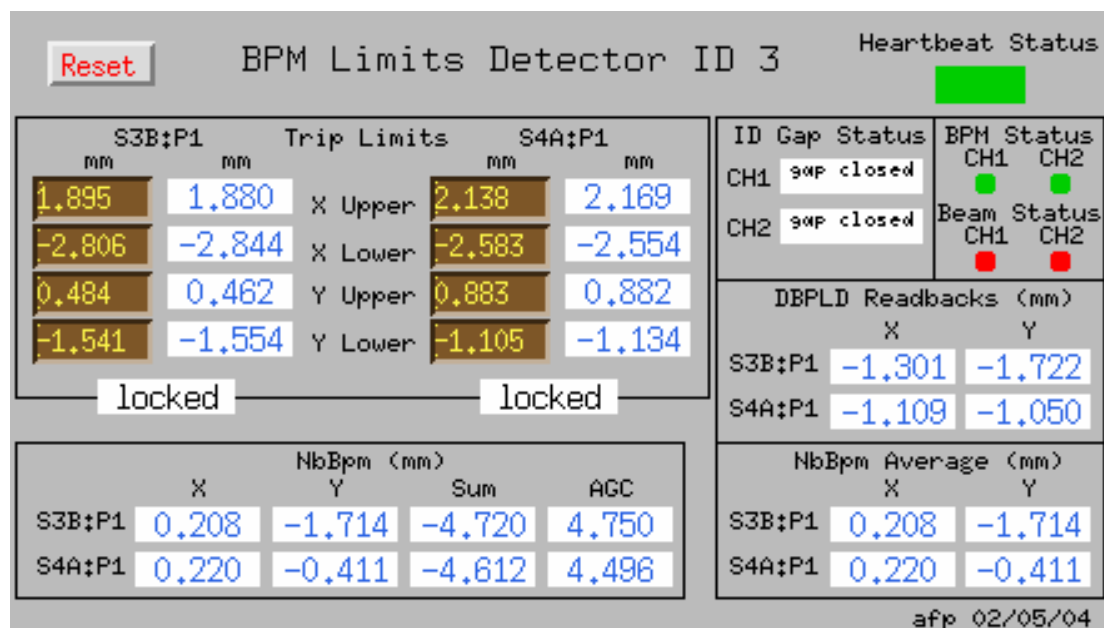 Reset BPM Limits Detector ID 3 Heartbeat Status
S3B:P1 Trip Limits S4A:P1
mm mm mm mm
1.895 1.880 X Upper 2.138 2.169
-2.806 -2.844 X Lower -2.583 -2.554
0.484 0.462 Y Upper 0.883 0.882
-1.541 -1.554 Y Lower -1.105 -1.134
locked locked
ID Gap Status
CH1 gap closed
CH2 gap closed
BPM Status
CH1 CH2
Beam Status
CH1 CH2
DBPLD Readbacks (mm)
X Y
S3B:P1 -1.301 -1.722
S4A:P1 -1.109 -1.050
NbBpm (mm)
X Y Sum AGC
S3B:P1 0.208 -1.714 -4.720 4.750
S4A:P1 0.220 -0.411 -4.612 4.496
NbBpm Average (mm)
X Y
S3B:P1 0.208 -1.714
S4A:P1 0.220 -0.411
afp 02/05/04